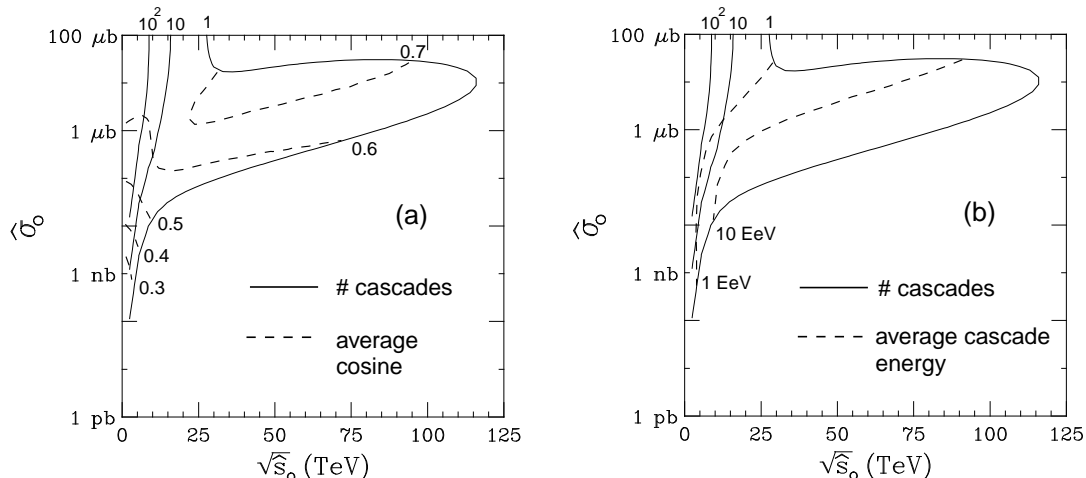 10² 10 1
100 μb
0.7
1 μb
0.6
(a)
σ̂₀
0.5
0.4
1 nb
0.3
# cascades
average
cosine
1 pb
0 25 50 75 100 125
√ŝ₀ (TeV)
10² 10 1
100 μb
1 μb
(b)
σ̂₀
10 EeV
1 nb
1 EeV
# cascades
average cascade
energy
1 pb
0 25 50 75 100 125
√ŝ₀ (TeV)